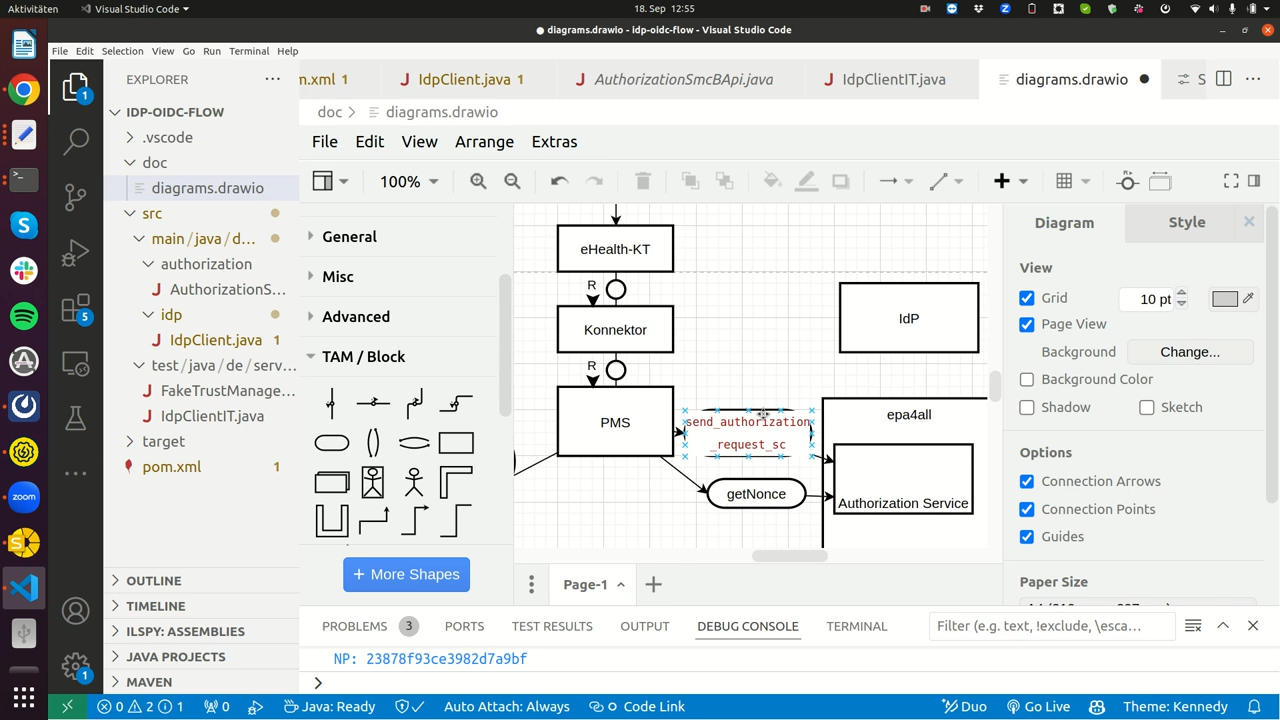 Aktivitäten
Visual Studio Code
18. Sep 12:55
● diagrams.drawio - idp-oidc-flow - Visual Studio Code
File Edit Selection View Go Run Terminal Help
EXPLORER
n.xml 1
IdpClient.java 1
AuthorizationSmcBApi.java
IdpClientIT.java
diagrams.drawio
S
IDP-OIDC-FLOW
.vscode
doc
diagrams.drawio
src
main/java/d...
authorization
AuthorizationS...
idp
IdpClient.java 1
test/java/de/serv...
FakeTrustManage...
IdpClientIT.java
target
pom.xml 1
OUTLINE
TIMELINE
ILSPY: ASSEMBLIES
JAVA PROJECTS
MAVEN
1
5
1
doc > diagrams.drawio
File Edit View Arrange Extras
100%
General
Misc
Advanced
TAM / Block
+ More Shapes
eHealth-KT
R
Konnektor
R
PMS
send_authorization
_request_sc
getNonce
IdP
epa4all
Authorization Service
Page-1
Diagram
Style
View
Grid
10 pt
Page View
Background
Change...
Background Color
Shadow
Sketch
Options
Connection Arrows
Connection Points
Guides
Paper Size
PROBLEMS 3
PORTS
TEST RESULTS
OUTPUT
DEBUG CONSOLE
TERMINAL
Filter (e.g. text, !exclude, \esca...
NP: 23878f93ce3982d7a9bf
>
zoom
0 2 1
0
Java: Ready
Auto Attach: Always
Code Link
Duo
Go Live
Theme: Kennedy